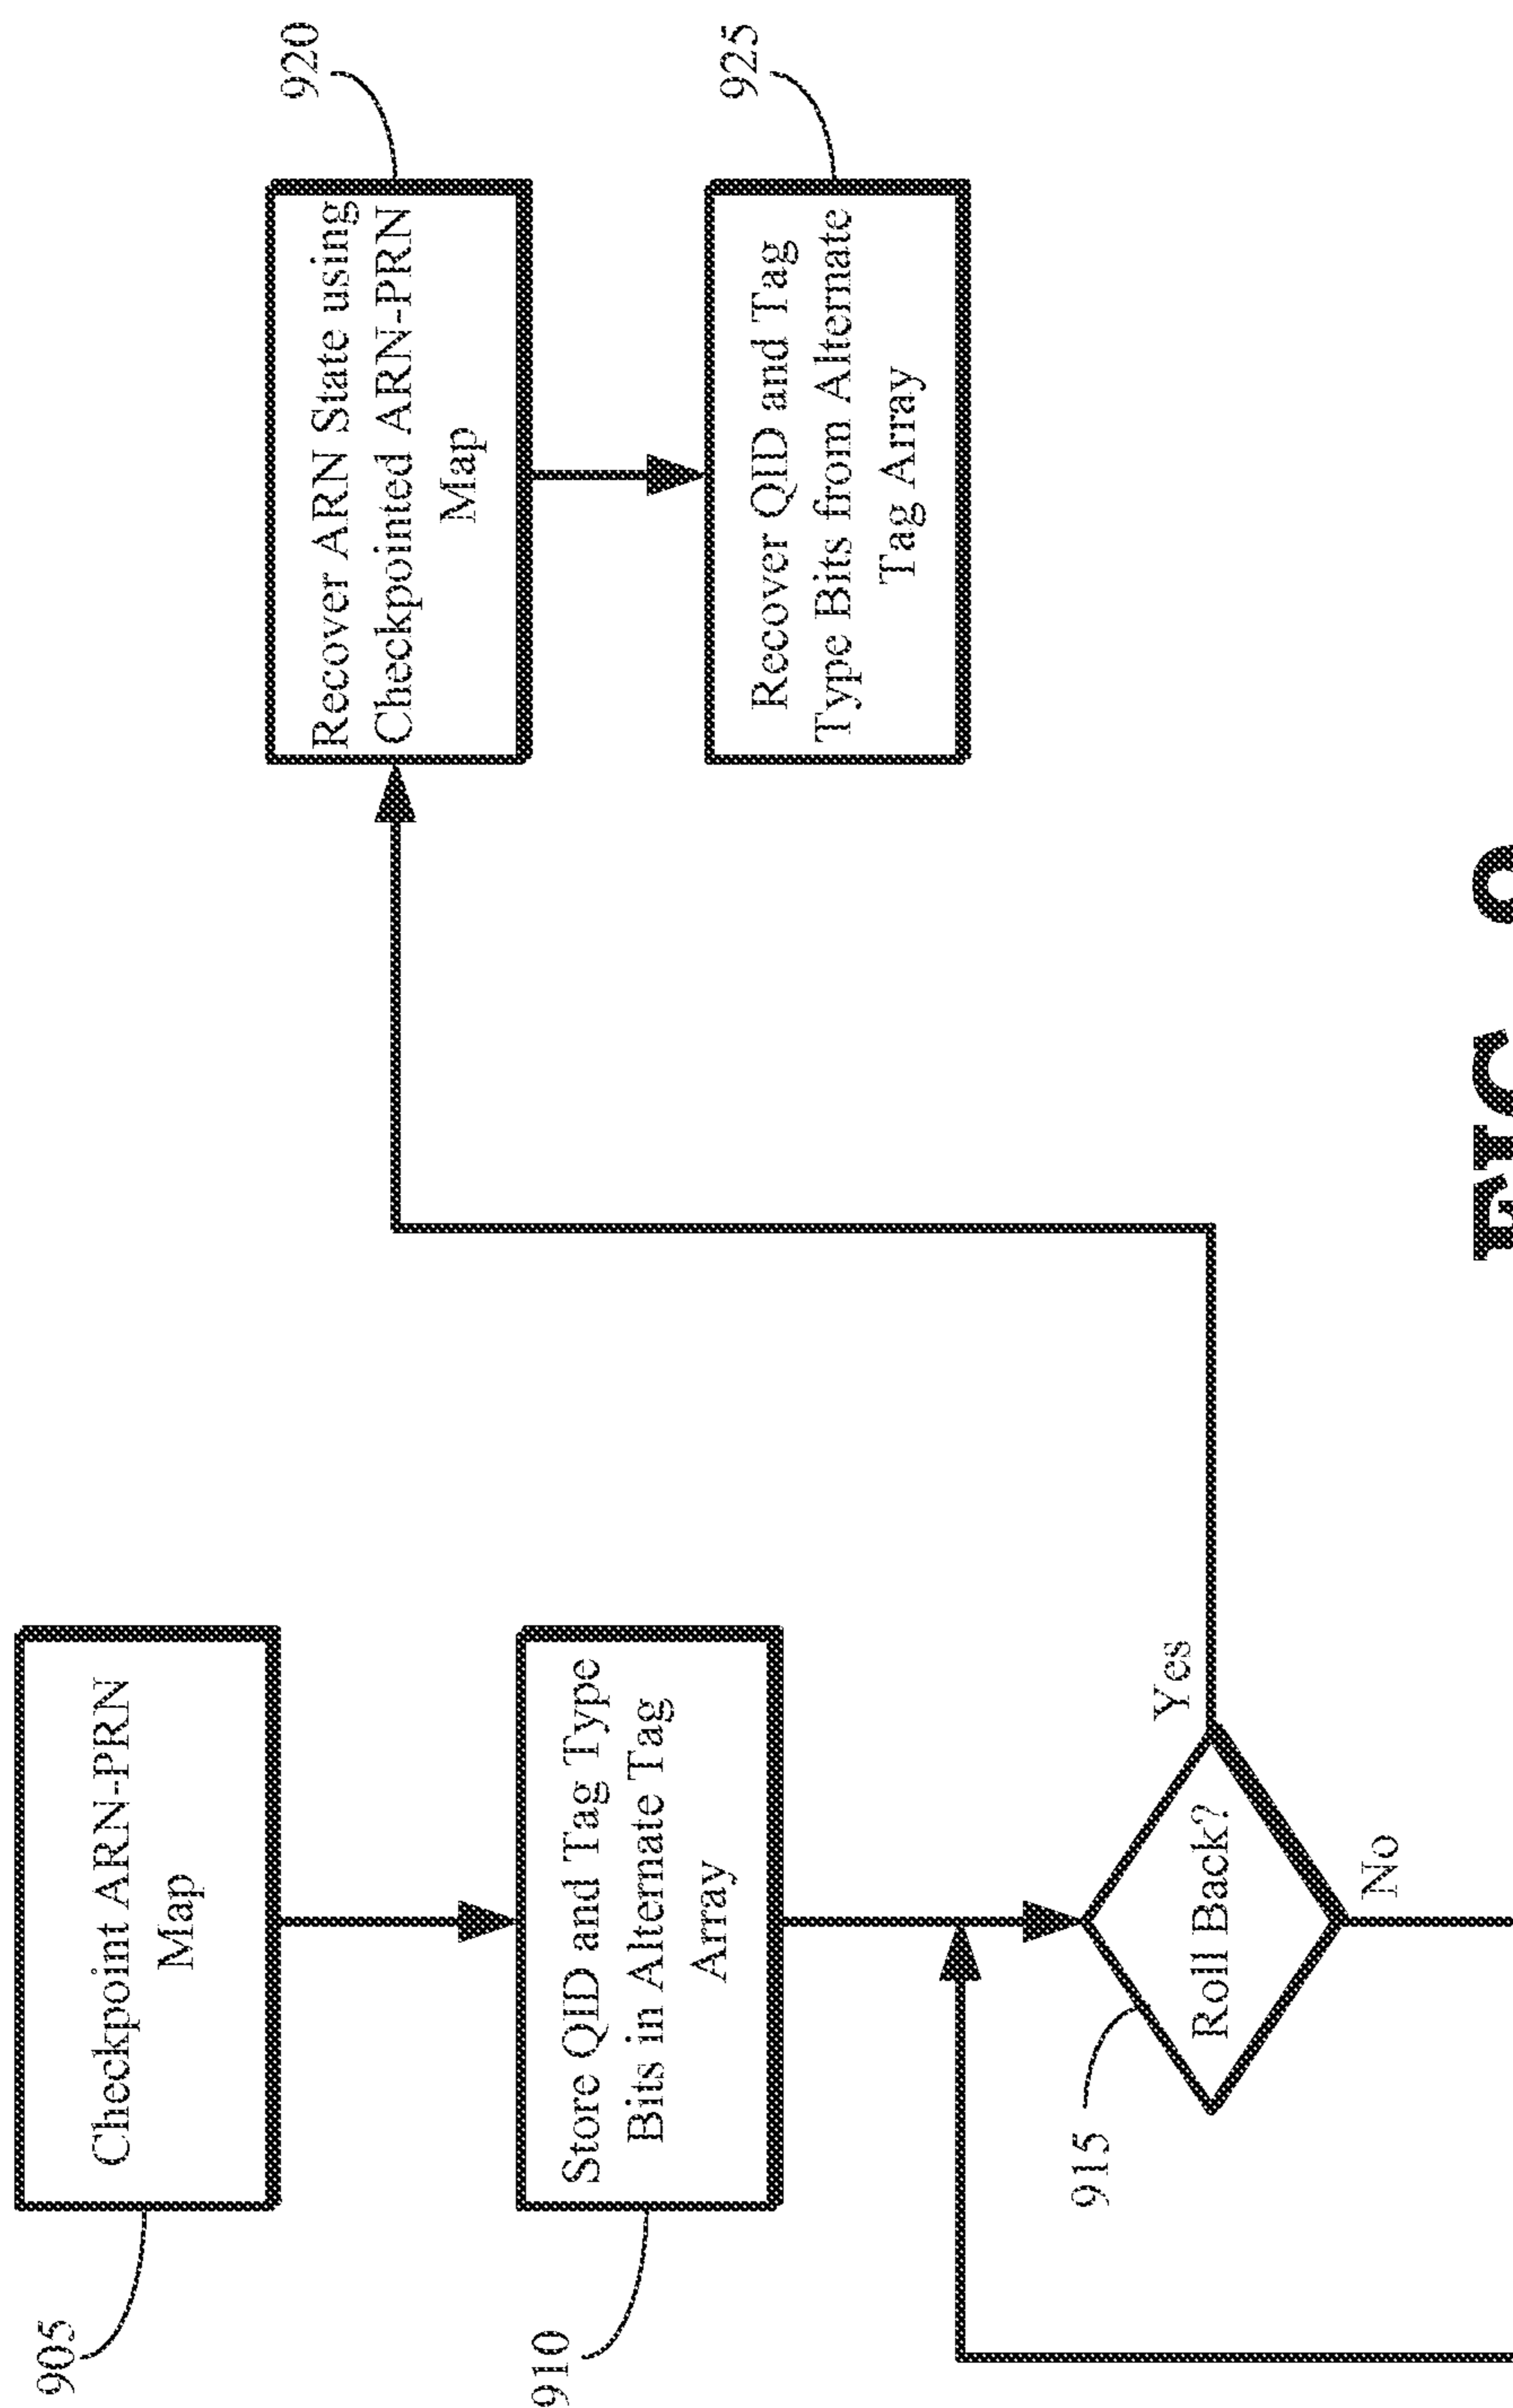 905
Checkpoint ARN-PRN
Map
910
Store QID and Tag Type
Bits in Alternate Tag
Array
915
Roll Back?
Yes
No
920
Recover ARN State using
Checkpointed ARN-PRN
Map
925
Recover QID and Tag
Type Bits from Alternate
Tag Array